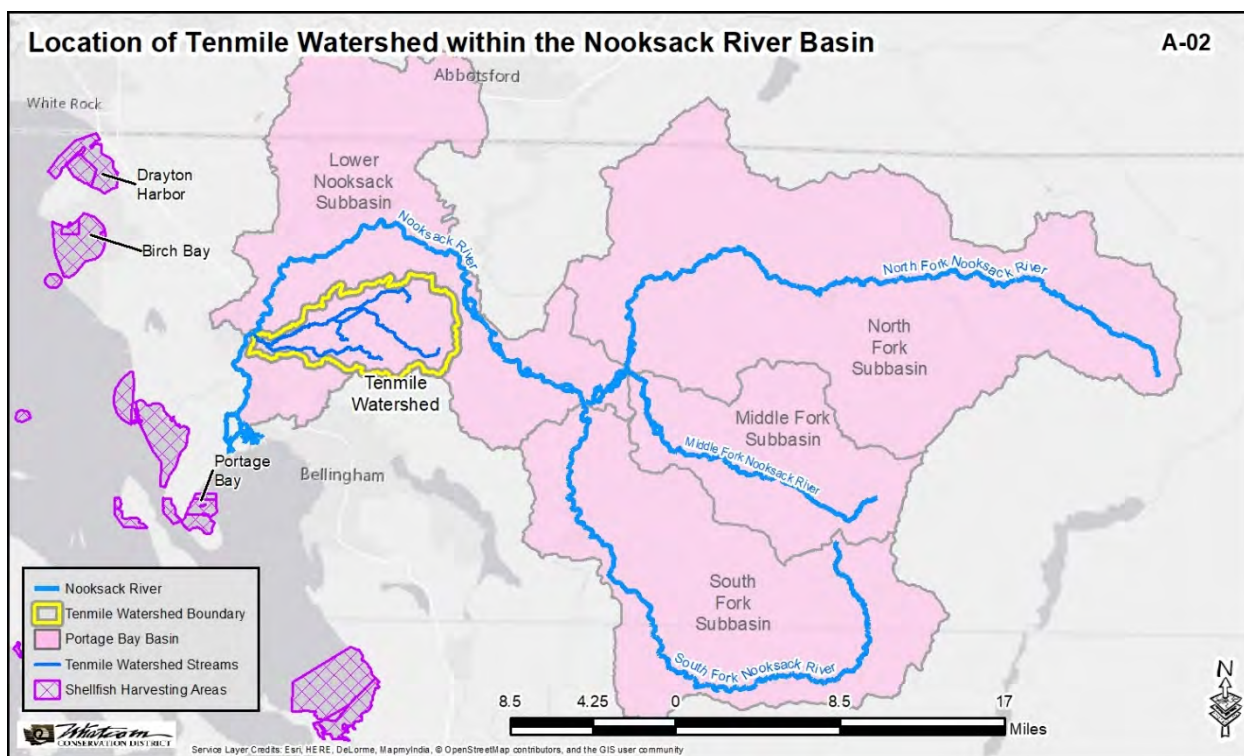 Location of Tenmile Watershed within the Nooksack River Basin
A-02
Abbotsford
White Rock
Drayton
Harbor
Birch Bay
Lower
Nooksack
Subbasin
Nooksack River
North Fork Nooksack River
North
Fork
Subbasin
Tenmile
Watershed
Middle Fork
Subbasin
Middle Fork Nooksack River
Portage
Bay
Bellingham
South
Fork
Subbasin
South Fork Nooksack River
Nooksack River
Tenmile Watershed Boundary
Portage Bay Basin
Tenmile Watershed Streams
Shellfish Harvesting Areas
8.5 4.25 0 8.5 17
Miles
N
Whatcom
CONSERVATION DISTRICT
Service Layer Credits: Esri, HERE, DeLorme, MapmyIndia, © OpenStreetMap contributors, and the GIS user community